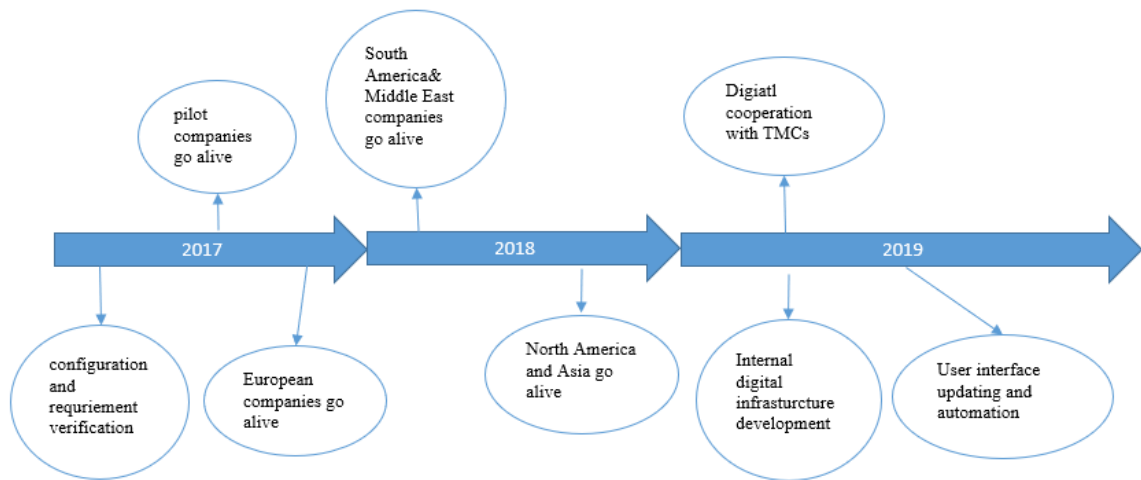 South
America&
Middle East
companies
go alive
pilot
companies
go alive
Digiatl
cooperation
with TMCs
2017
2018
2019
configuration
and
requriement
verification
European
companies go
alive
North America
and Asia go
alive
Internal
digital
infrasturcture
development
User interface
updating and
automation